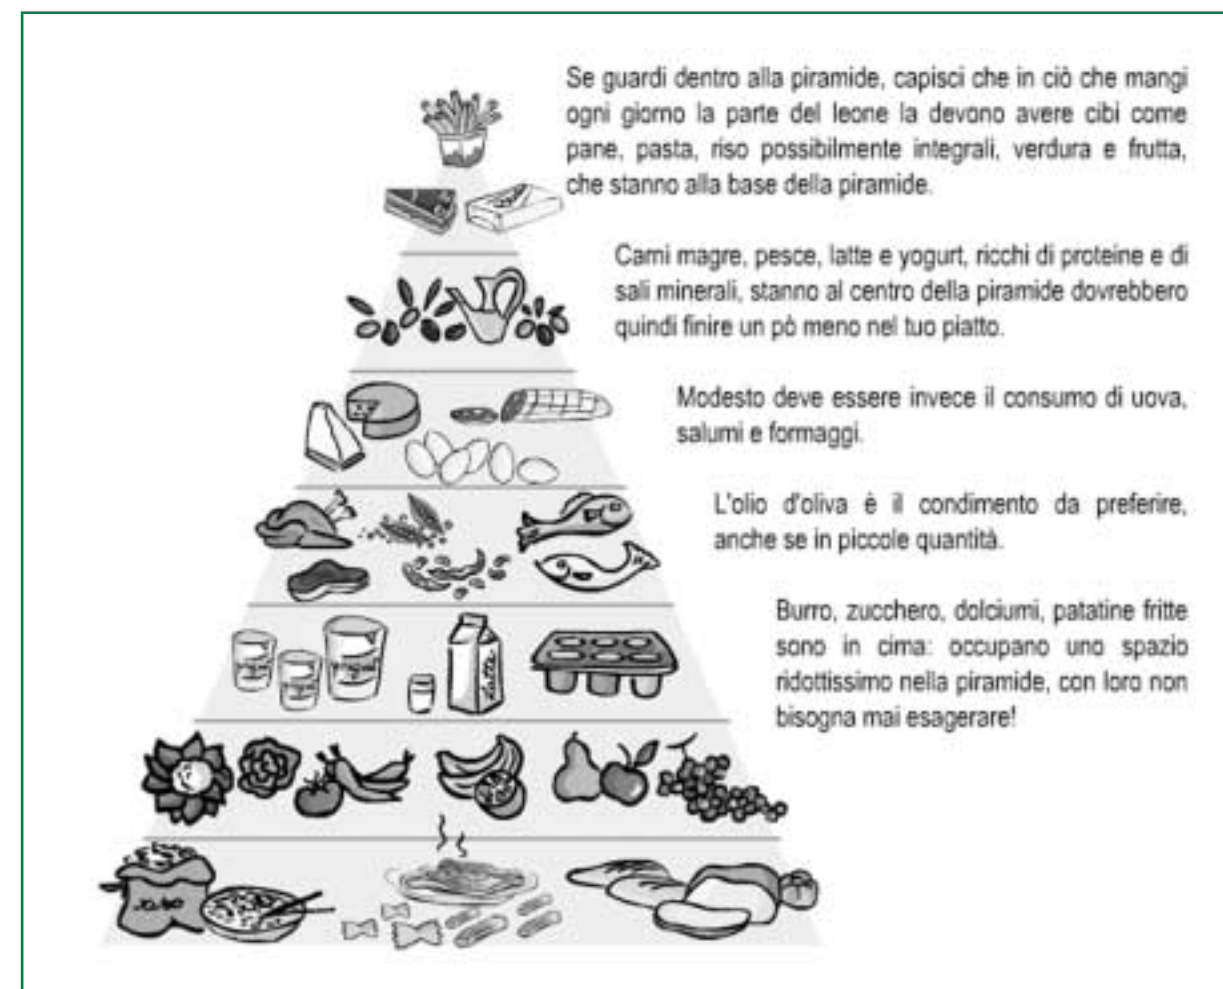 Se guardi dentro alla piramide, capisci che in ciò che mangi
ogni giorno la parte del leone la devono avere cibi come
pane, pasta, riso possibilmente integrali, verdura e frutta,
che stanno alla base della piramide.
Carni magre, pesce, latte e yogurt, ricchi di proteine e di
sali minerali, stanno al centro della piramide dovrebbero
quindi finire un pò meno nel tuo piatto.
Modesto deve essere invece il consumo di uova,
salumi e formaggi.
L'olio d'oliva è il condimento da preferire,
anche se in piccole quantità.
Burro, zucchero, dolciumi, patatine fritte
sono in cima: occupano uno spazio
ridottissimo nella piramide, con loro non
bisogna mai esagerare!
Latte